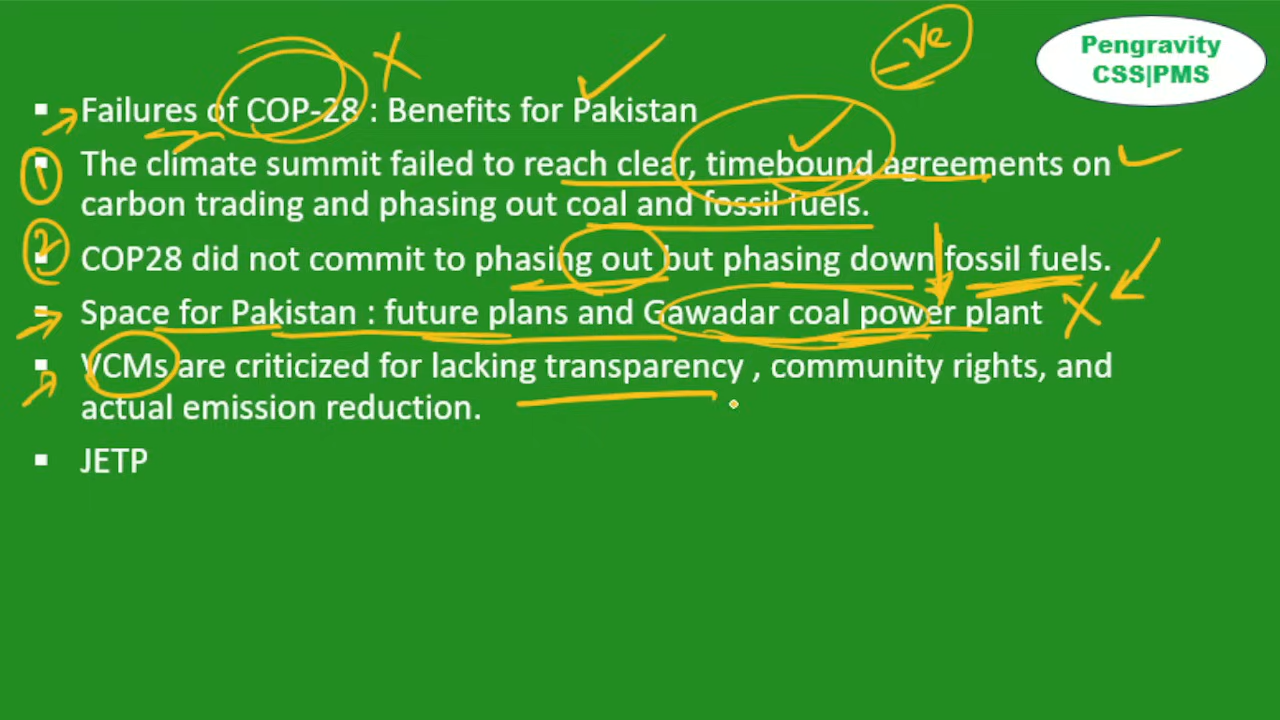 -ve
Pengravity
CSS|PMS
Failures of COP-28 : Benefits for Pakistan
1
The climate summit failed to reach clear, timebound agreements on
carbon trading and phasing out coal and fossil fuels.
2
COP28 did not commit to phasing out but phasing down fossil fuels.
Space for Pakistan : future plans and Gawadar coal power plant
VCMs are criticized for lacking transparency , community rights, and
actual emission reduction.
JETP